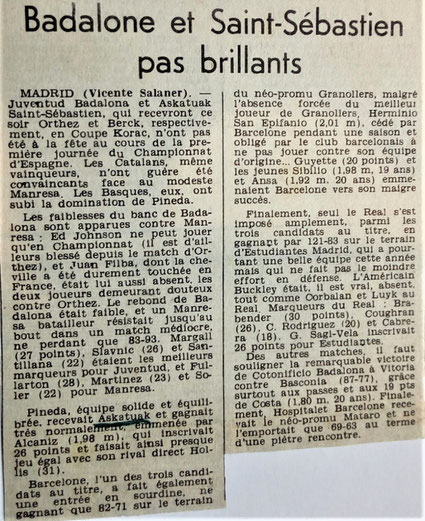 Badalone et Saint-Sébastien
pas brillants
MADRID (Vicente Salaner). —
Juventud Badalona et Askatuak
Saint-Sébastien, qui recevront ce
soir Orthez et Berck, respective-
ment, en Coupe Korac, n'ont pas
été à la fête au cours de la pre-
mière journée du Championnat
d'Espagne. Les Catalans, même
vainqueurs, n'ont guère été
convaincants face au modeste
Manresa. Les Basques, eux, ont
subi la domination de Pineda.
Les faiblesses du banc de Bada-
lona sont apparues contre Man-
resa : Ed Johnson ne peut jouer
qu'en Championnat (il est d'ail-
leurs blessé depuis le match d'Or-
thez), et Juan Filba, dont la che-
ville a été durement touchée en
France, était lui aussi absent, les
deux joueurs demeurant douteux
contre Orthez. Le rebond de Ba-
dalona était faible, et un Manre-
sa batailleur résistait jusqu'au
bout dans un match médiocre,
ne perdant que 83-93. Margall
(27 points), Slavnic (26) et San-
tillana (22) étaient les meilleurs
marqueurs pour Juventud, et Ful-
larton (28), Martinez (23) et So-
ler (22) pour Manresa.
Pineda, équipe solide et équili-
brée, recevait Askatuak et gagnait
très normalement, emmenée par
Alcaniz (1,98 m), qui inscrivait
26 points et faisait ainsi presque
jeu égal avec son rival direct Hol-
lis (31).
Barcelone, l'un des trois candi-
dats au titre, a fait également
une entrée en sourdine, ne
gagnant que 82-71 sur le terrain
du néo-promu Granollers, malgré
l'absence forcée du meilleur
joueur de Granollers, Herminio
San Epifanio (2,01 m), cédé par
Barcelone pendant une saison et
obligé par le club barcelonais à
ne pas jouer contre son équipe
d'origine... Guyette (20 points) et
les jeunes Sibilio (1,98 m, 19 ans)
et Ansa (1,92 m, 20 ans) emme-
naient Barcelone vers son maigre
succès.
Finalement, seul le Real s'est
imposé amplement, parmi les
trois candidats au titre, en
gagnant par 121-83 sur le terrain
d'Estudiantes Madrid, qui a pour-
tant une belle équipe cette année
mais qui ne fait pas le moindre
effort en défense. L'Américain
Buckley était, il est vrai, absent,
tout comme Corbalan et Luyk au
Real. Marqueurs du Real : Bra-
bender (30 points), Coughran
(26), C. Rodriguez (20) et Cabre-
ra (18). G. Sagi-Vela inscrivait
26 points pour Estudiantes.
Des autres matches, il faut
souligner la remarquable victoire
de Cotonificio Badalona à Vitoria
contre Basconia (87-77), grâce
surtout aux passes et aux 19 pts
de Costa (1,80 m, 20 ans). Finale-
ment, Hospitalet Barcelone rece-
vait le néo-promu Mataro et ne
l'emportait que 69-63 au terme
d'une piètre rencontre.